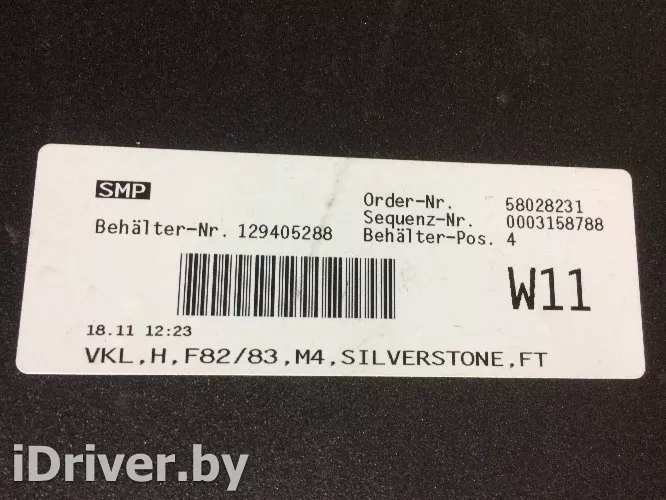 SMP
Order-Nr. 58028231
Sequenz-Nr. 0003158788
Behälter-Nr. 129405288 Behälter-Pos. 4
W11
18.11 12:23
VKL,H,F82/83,M4,SILVERSTONE,FT
iDriver.by